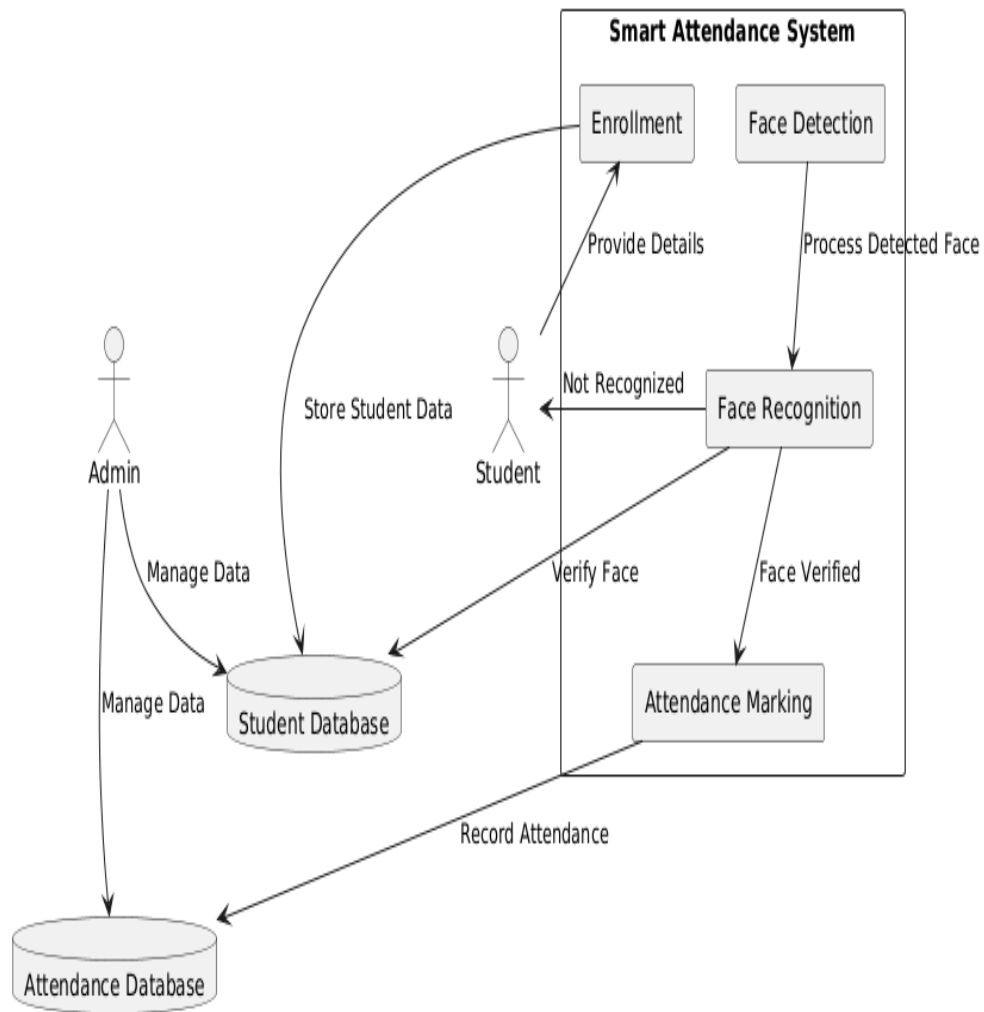 Smart Attendance System
Enrollment
Face Detection
Provide Details
Process Detected Face
Not Recognized
Store Student Data
Face Recognition
Admin
Student
Manage Data
Verify Face
Face Verified
Manage Data
Student Database
Attendance Marking
Record Attendance
Attendance Database